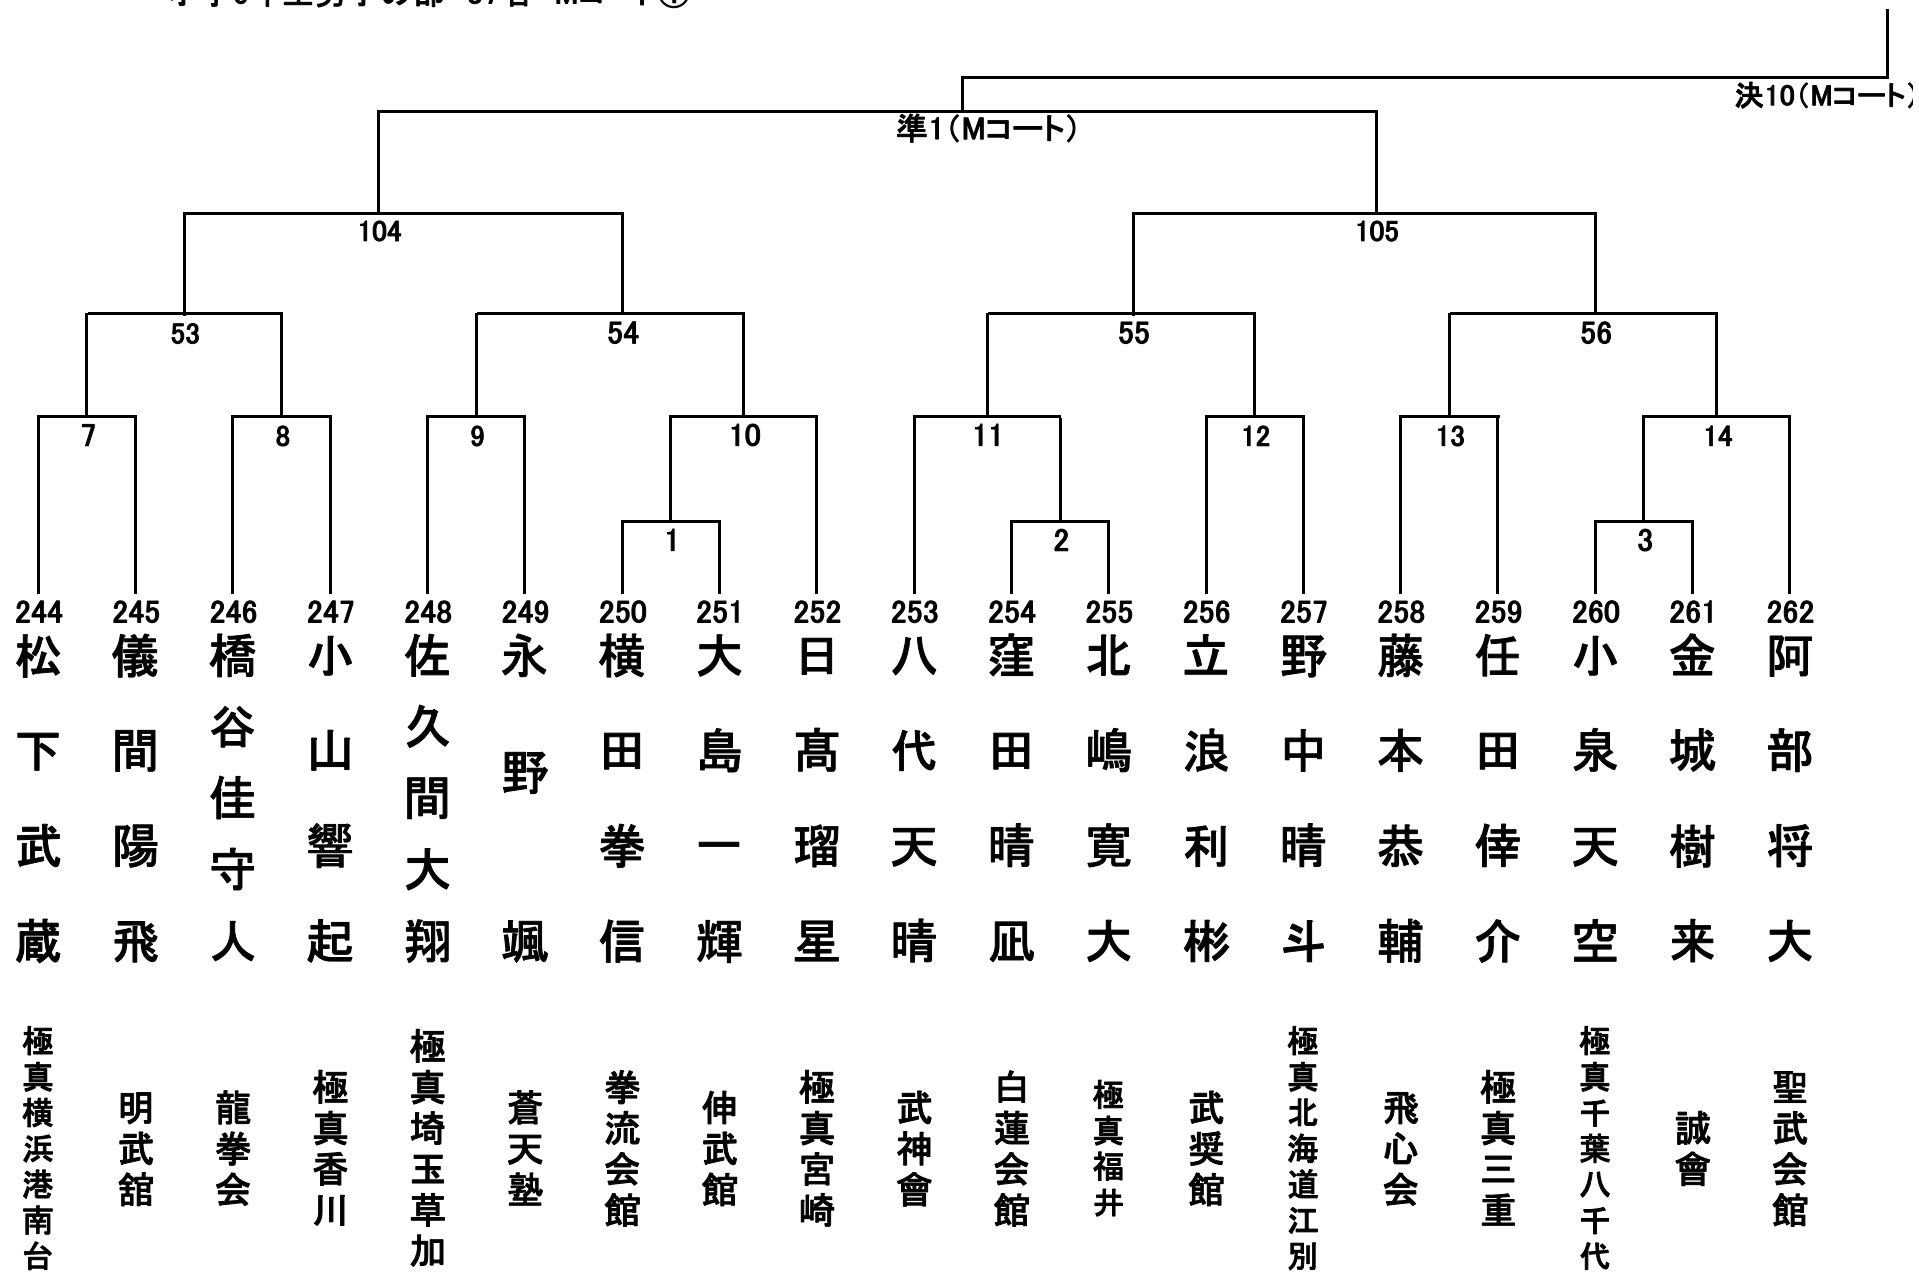 決10(Mコート)
準1(Mコート)
104
105
53
54
55
56
7
8
9
10
11
12
13
14
1
2
3
244
245
246
247
248
249
250
251
252
253
254
255
256
257
258
259
260
261
262
松下武蔵
儀間陽飛
橋谷佳守人
小山響起
佐久間大翔
永野颯
横田拳信
大島一輝
日髙瑠星
八代天晴
窪田晴凪
北嶋寛大
立浪利彬
野中晴斗
藤本恭輔
任田倖介
小泉天空
金城樹来
阿部将大
極真横浜港南台
明武舘
龍拳会
極真香川
極真埼玉草加
蒼天塾
拳流会館
伸武館
極真宮崎
武神會
白蓮会館
極真福井
武奨館
極真北海道江別
飛心会
極真三重
極真千葉八千代
誠會
聖武会館